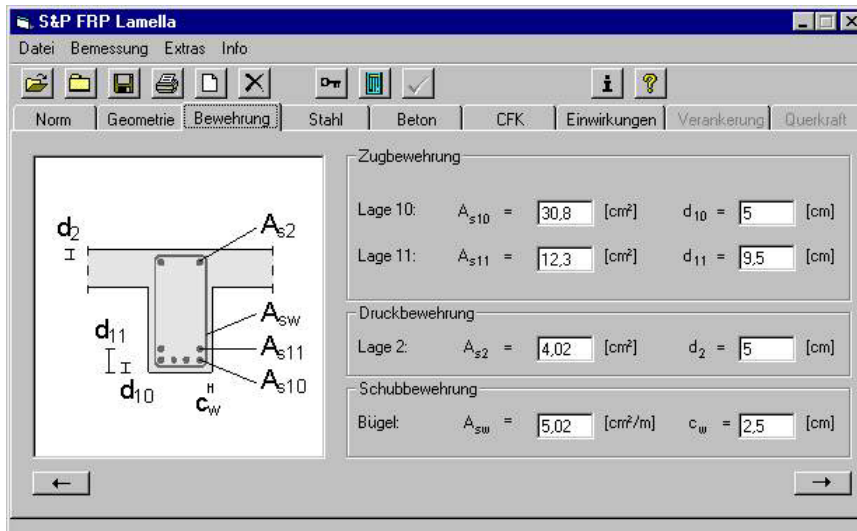 S&P FRP Lamella
Datei Bemessung Extras Info
Norm Geometrie Bewehrung Stahl Beton CFK Einwirkungen Verankerung Querkraft
Zugbewehrung
Lage 10: As10 = 30,8 [cm²] d10 = 5 [cm]
Lage 11: As11 = 12,3 [cm²] d11 = 9,5 [cm]
Druckbewehrung
Lage 2: As2 = 4,02 [cm²] d2 = 5 [cm]
Schubbewehrung
Bügel: Asw = 5,02 [cm²/m] cw = 2,5 [cm]
d2
As2
Asw
d11
As11
d10
cw
As10